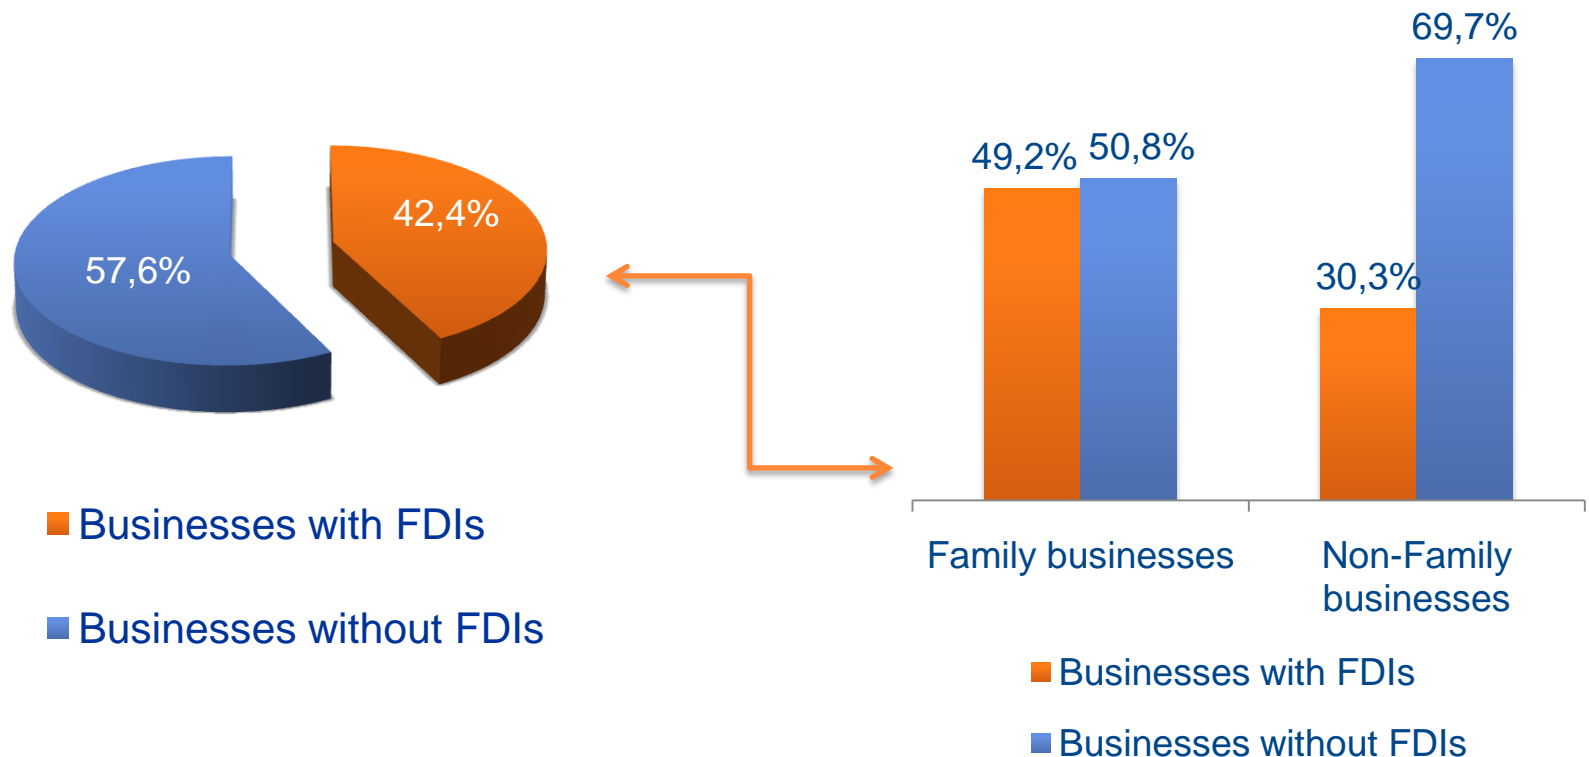 42,4%
57,6%
Businesses with FDIs
Businesses without FDIs
69,7%
49,2%
50,8%
30,3%
Family businesses
Non-Family
businesses
Businesses with FDIs
Businesses without FDIs